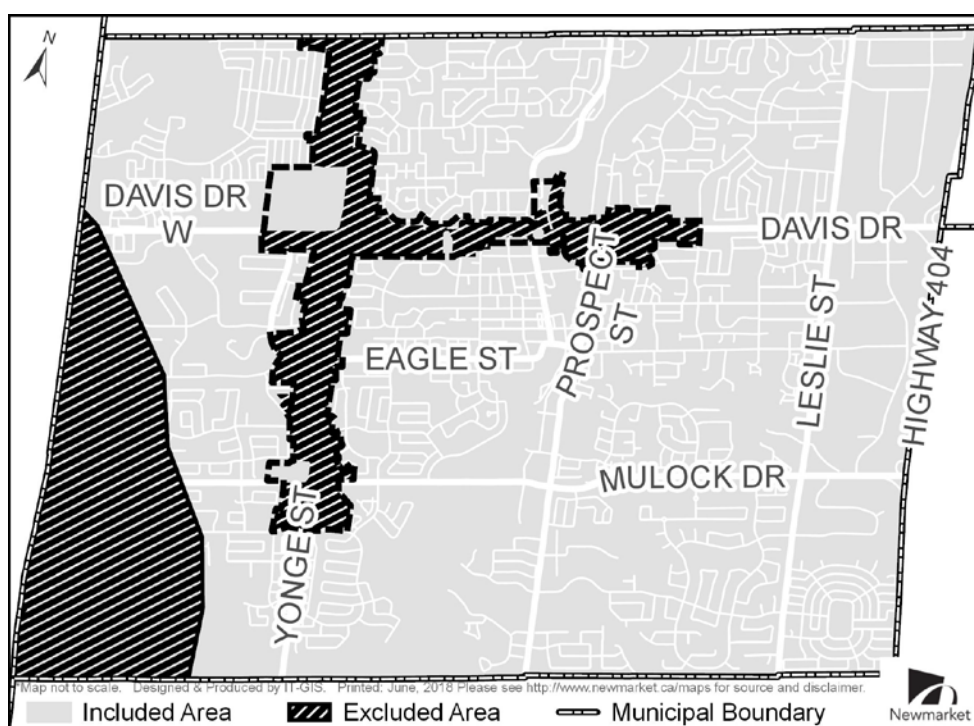 N
DAVIS DR
W
DAVIS DR
PROSPECT
ST
EAGLE ST
LESLIE ST
HIGHWAY 404
MULOCK DR
YONGE ST
*Map not to scale. Designed & Produced by IT-GIS. Printed: June, 2018 Please see http://www.newmarket.ca/maps for source and disclaimer.
Included Area Excluded Area Municipal Boundary
Newmarket